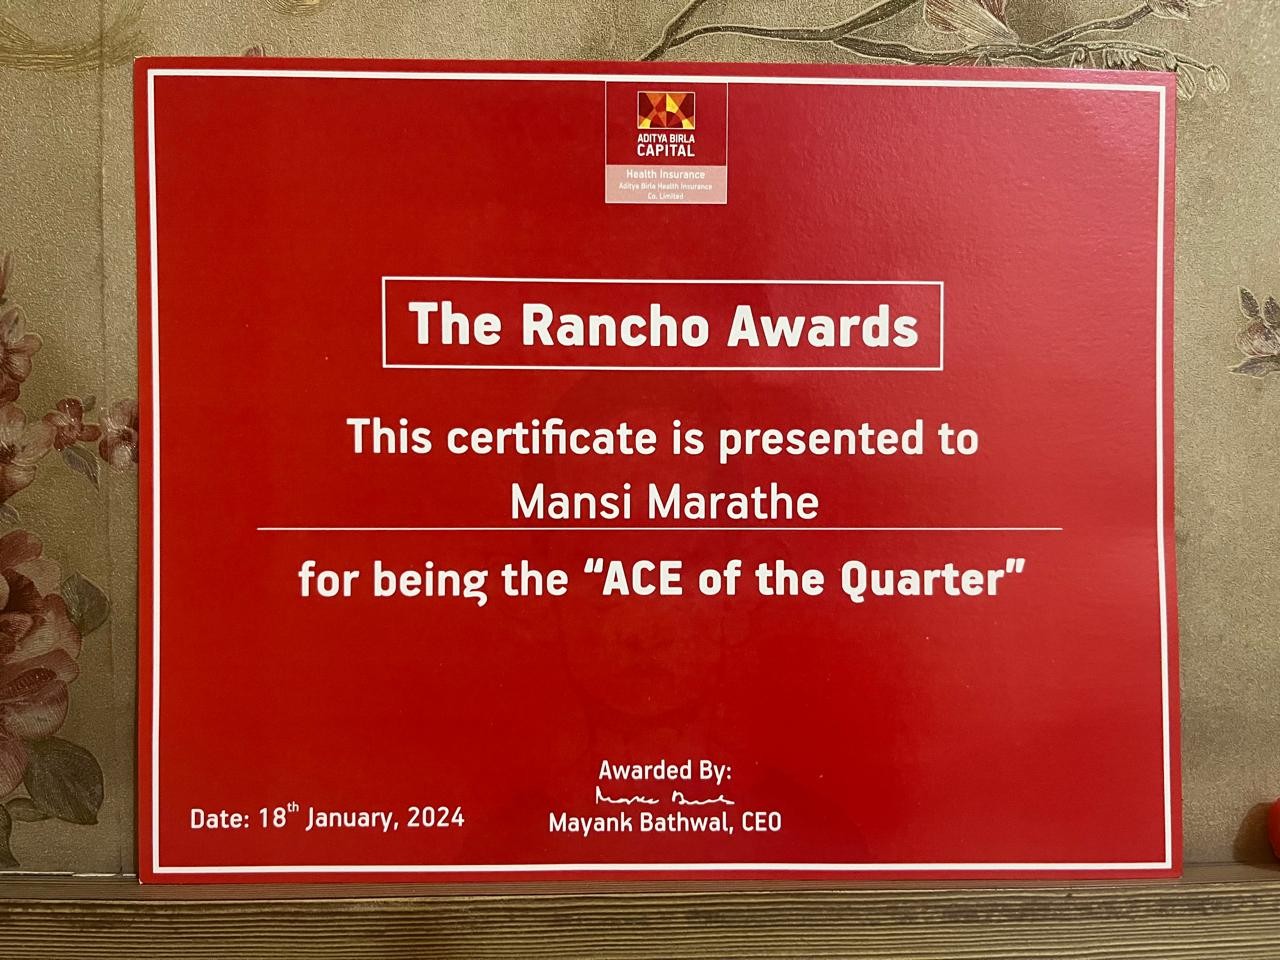 ADITYA BIRLA
CAPITAL
Health Insurance
Aditya Birla Health Insurance
Co. Limited
The Rancho Awards
This certificate is presented to
Mansi Marathe
for being the “ACE of the Quarter”
Awarded By:
Mayank Bathwal, CEO
Date: 18th January, 2024